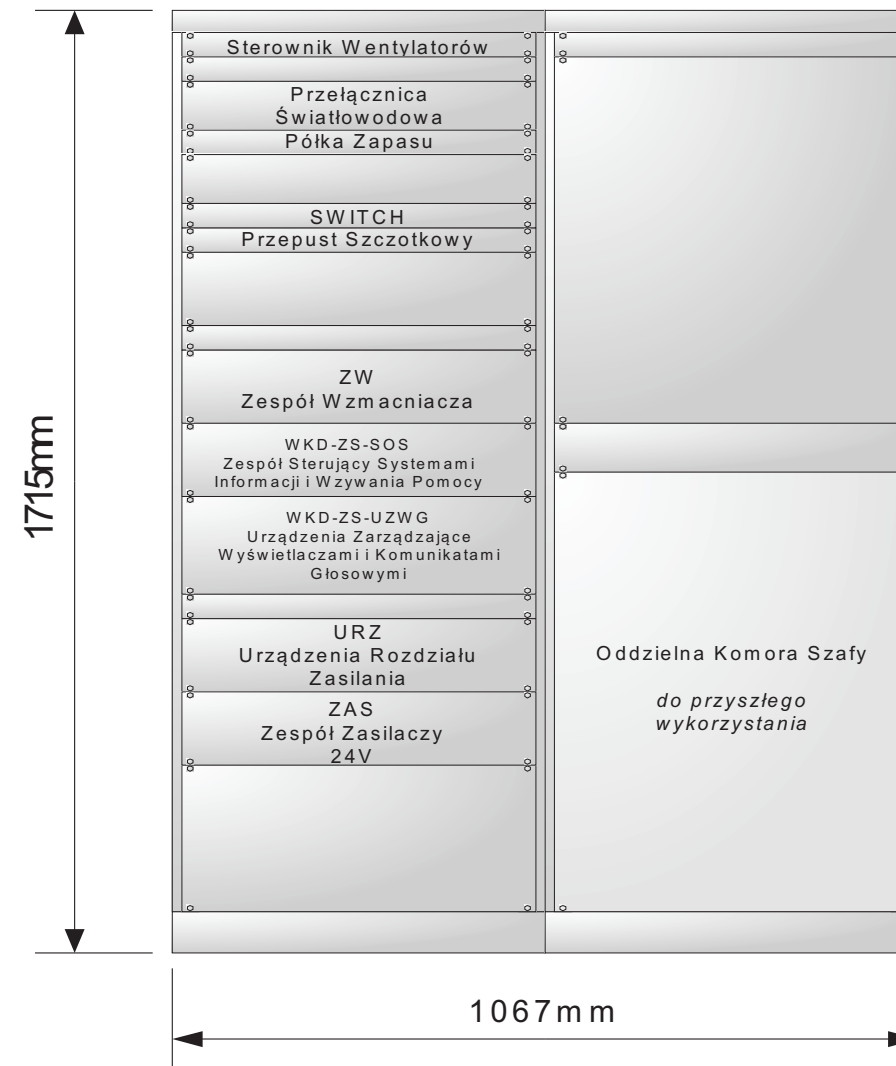 Sterownik Wentylatorów
Przełącznica
Światłowodowa
Półka Zapasu
SWITCH
Przepust Szczotkowy
ZW
Zespół Wzmacniacza
WKD-ZS-SOS
Zespół Sterujący Systemami
Informacji i Wzywania Pomocy
WKD-ZS-UZWG
Urządzenia Zarządzające
Wyświetlaczami i Komunikatami
Głosowymi
URZ
Urządzenia Rozdziału
Zasilania
ZAS
Zespół Zasilaczy
24V
Oddzielna Komora Szafy
do przyszłego
wykorzystania
1715mm
1067mm